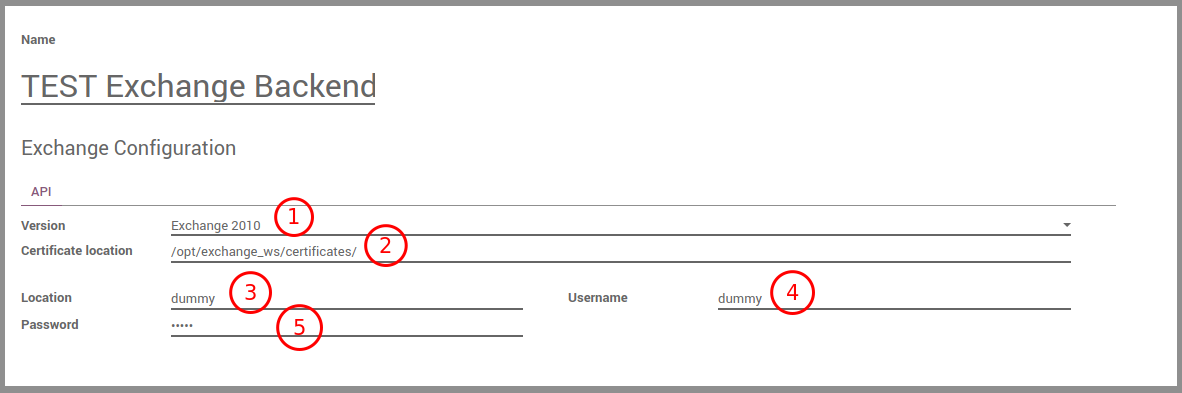 Name
TEST Exchange Backend
Exchange Configuration
API
Version Exchange 2010 1
Certificate location /opt/exchange_ws/certificates/ 2
Location dummy 3 Username dummy 4
Password ••••• 5